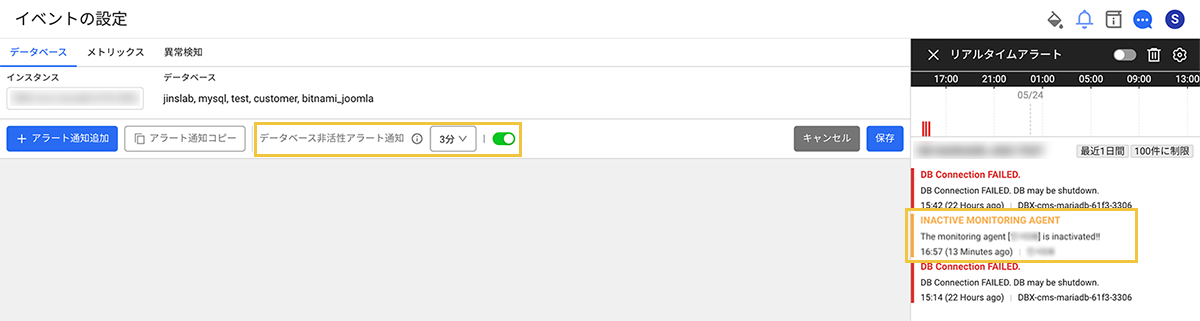 イベントの設定
S
データベース メトリックス 異常検知
インスタンス データベース
jinslab, mysql, test, customer, bitnami_joomla
アラート通知追加 アラート通知コピー データベース非活性アラート通知 3分 キャンセル 保存
リアルタイムアラート
17:00 21:00 01:00 05:00 09:00 13:00
05/24
最近1日間 100件に制限
DB Connection FAILED.
DB Connection FAILED. DB may be shutdown.
15:42 (22 Hours ago) DBX-cms-mariadb-61f3-3306
INACTIVE MONITORING AGENT
The monitoring agent [ ] is inactivated!!
16:57 (13 Minutes ago)
DB Connection FAILED.
DB Connection FAILED. DB may be shutdown.
15:14 (22 Hours ago) DBX-cms-mariadb-61f3-3306